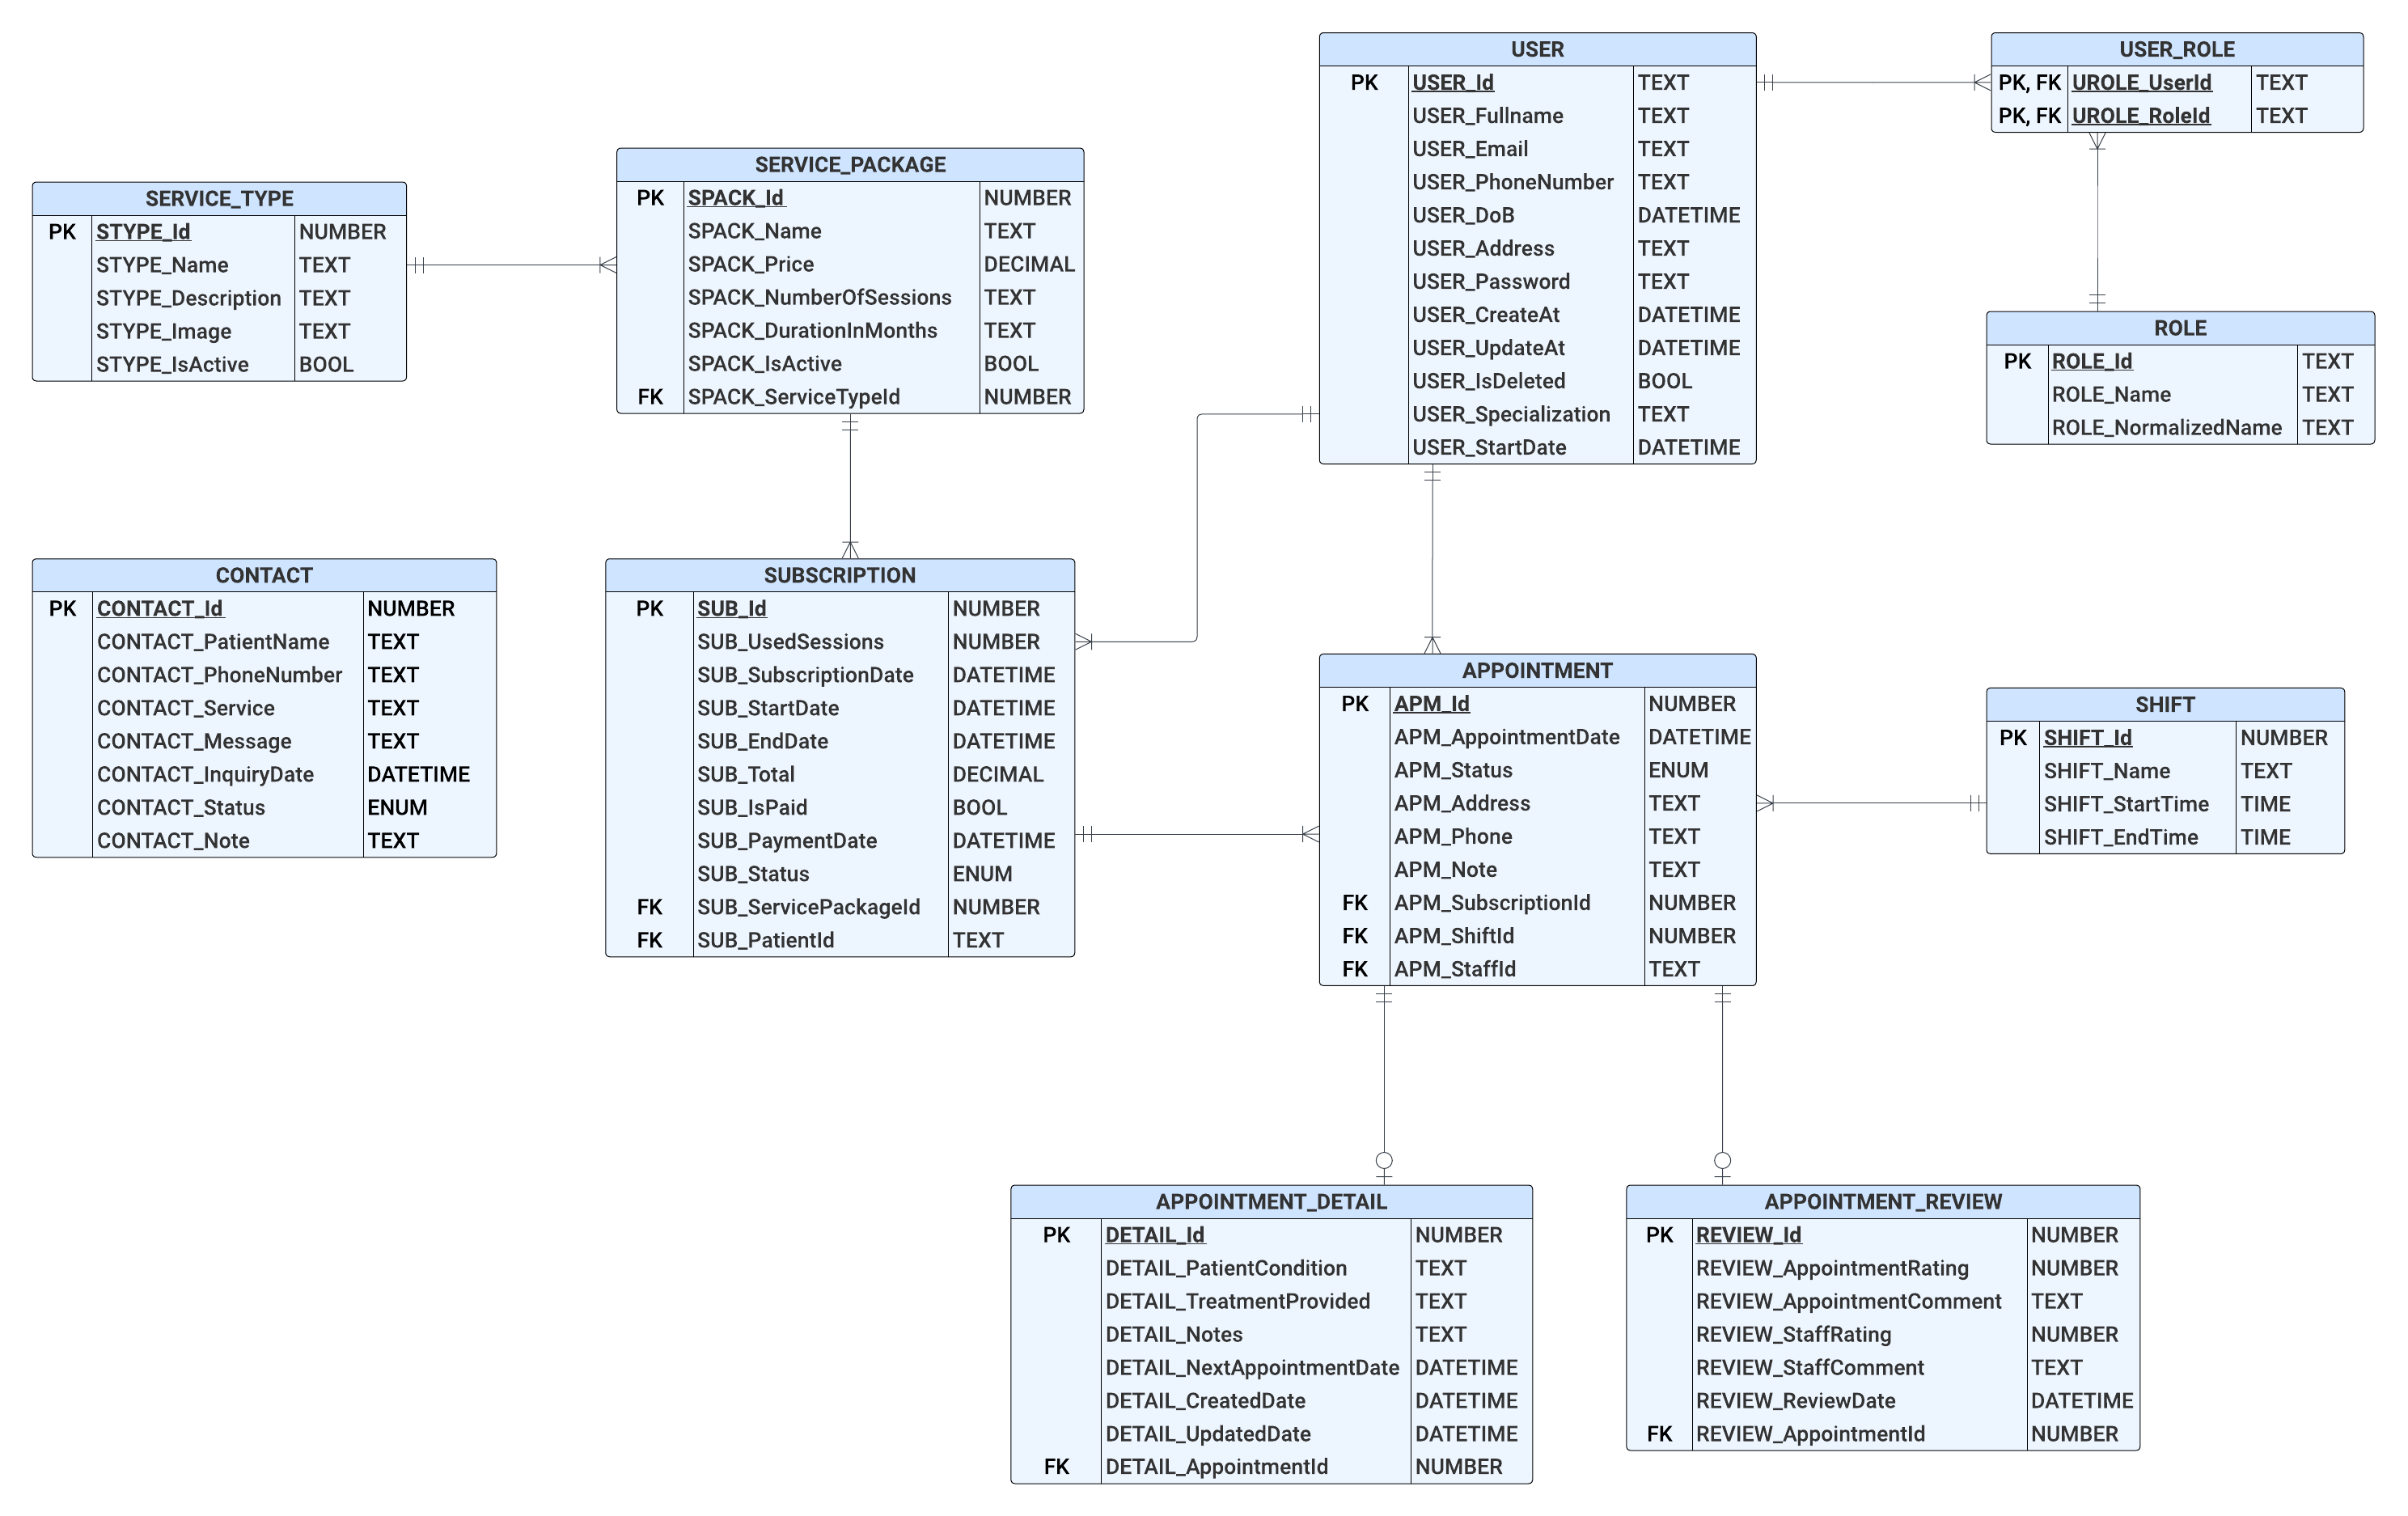 USER
PK USER_Id TEXT
USER_Fullname TEXT
USER_Email TEXT
USER_PhoneNumber TEXT
USER_DoB DATETIME
USER_Address TEXT
USER_Password TEXT
USER_CreateAt DATETIME
USER_UpdateAt DATETIME
USER_IsDeleted BOOL
USER_Specialization TEXT
USER_StartDate DATETIME
USER_ROLE
PK, FK UROLE_UserId TEXT
PK, FK UROLE_RoleId TEXT
SERVICE_PACKAGE
PK SPACK_Id NUMBER
SPACK_Name TEXT
SPACK_Price DECIMAL
SPACK_NumberOfSessions TEXT
SPACK_DurationInMonths TEXT
SPACK_IsActive BOOL
FK SPACK_ServiceTypeId NUMBER
SERVICE_TYPE
PK STYPE_Id NUMBER
STYPE_Name TEXT
STYPE_Description TEXT
STYPE_Image TEXT
STYPE_IsActive BOOL
ROLE
PK ROLE_Id TEXT
ROLE_Name TEXT
ROLE_NormalizedName TEXT
CONTACT
PK CONTACT_Id NUMBER
CONTACT_PatientName TEXT
CONTACT_PhoneNumber TEXT
CONTACT_Service TEXT
CONTACT_Message TEXT
CONTACT_InquiryDate DATETIME
CONTACT_Status ENUM
CONTACT_Note TEXT
SUBSCRIPTION
PK SUB_Id NUMBER
SUB_UsedSessions NUMBER
SUB_SubscriptionDate DATETIME
SUB_StartDate DATETIME
SUB_EndDate DATETIME
SUB_Total DECIMAL
SUB_IsPaid BOOL
SUB_PaymentDate DATETIME
SUB_Status ENUM
FK SUB_ServicePackageId NUMBER
FK SUB_PatientId TEXT
APPOINTMENT
PK APM_Id NUMBER
APM_AppointmentDate DATETIME
APM_Status ENUM
APM_Address TEXT
APM_Phone TEXT
APM_Note TEXT
FK APM_SubscriptionId NUMBER
FK APM_ShiftId NUMBER
FK APM_StaffId TEXT
SHIFT
PK SHIFT_Id NUMBER
SHIFT_Name TEXT
SHIFT_StartTime TIME
SHIFT_EndTime TIME
APPOINTMENT_DETAIL
PK DETAIL_Id NUMBER
DETAIL_PatientCondition TEXT
DETAIL_TreatmentProvided TEXT
DETAIL_Notes TEXT
DETAIL_NextAppointmentDate DATETIME
DETAIL_CreatedDate DATETIME
DETAIL_UpdatedDate DATETIME
FK DETAIL_AppointmentId NUMBER
APPOINTMENT_REVIEW
PK REVIEW_Id NUMBER
REVIEW_AppointmentRating NUMBER
REVIEW_AppointmentComment TEXT
REVIEW_StaffRating NUMBER
REVIEW_StaffComment TEXT
REVIEW_ReviewDate DATETIME
FK REVIEW_AppointmentId NUMBER